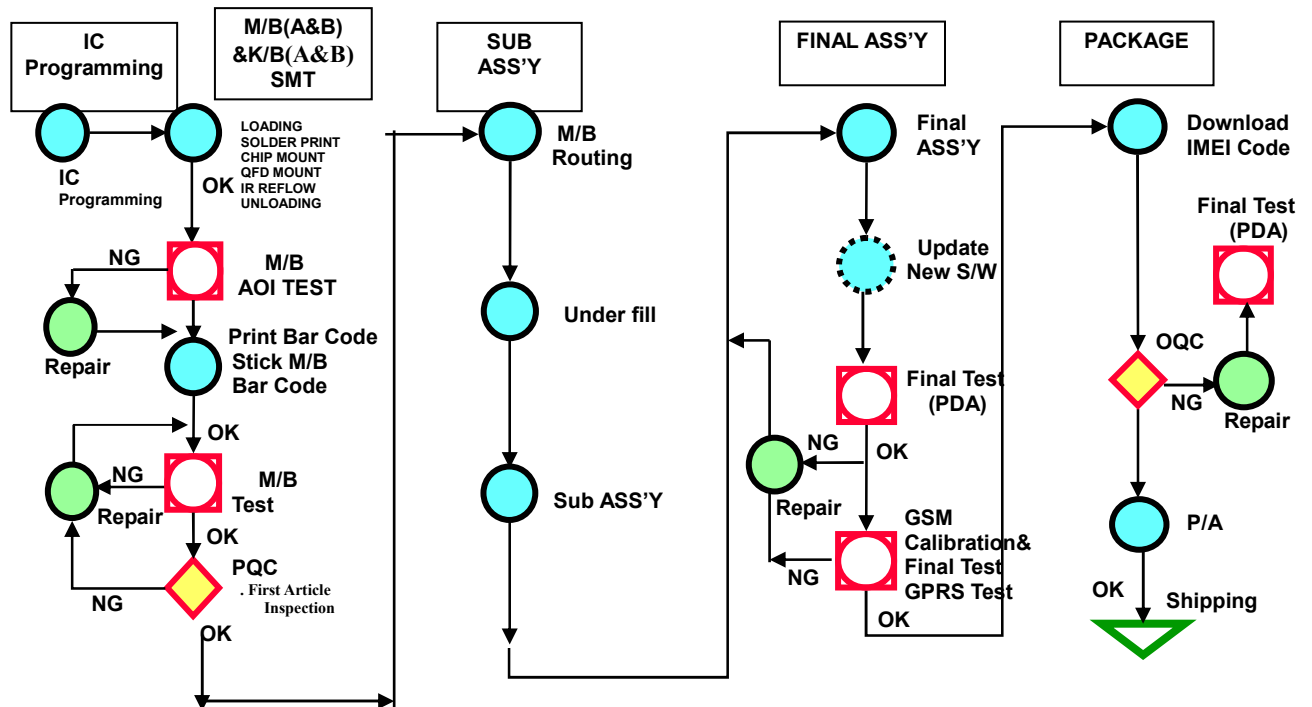 IC
Programming
M/B(A&B)
&K/B(A&B)
SMT
SUB
ASS'Y
FINAL ASS'Y
PACKAGE
IC
Programming
LOADING
SOLDER PRINT
CHIP MOUNT
QFD MOUNT
IR REFLOW
UNLOADING
OK
NG
M/B
AOI TEST
Repair
Print Bar Code
Stick M/B
Bar Code
OK
NG
M/B
Test
Repair
OK
PQC
. First Article
Inspection
NG
OK
M/B
Routing
Under fill
Sub ASS'Y
Final
ASS'Y
Update
New S/W
Final Test
(PDA)
NG
OK
Repair
GSM
Calibration&
Final Test
GPRS Test
NG
OK
Download
IMEI Code
Final Test
(PDA)
OQC
NG
Repair
P/A
OK
Shipping